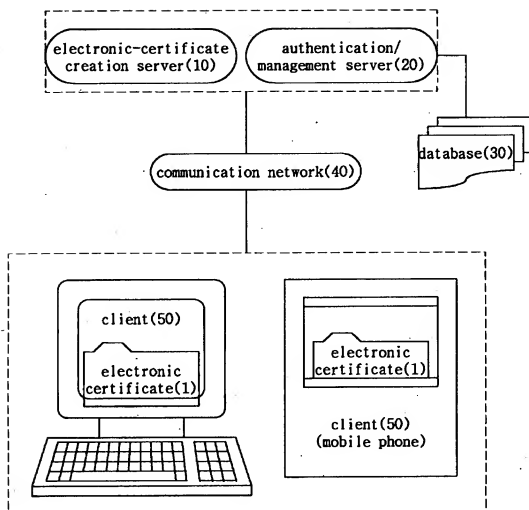 electronic-certificate
creation server(10)
authentication/
management server(20)
database(30)
communication network(40)
client(50)
electronic
certificate(1)
electronic
certificate(1)
client(50)
(mobile phone)